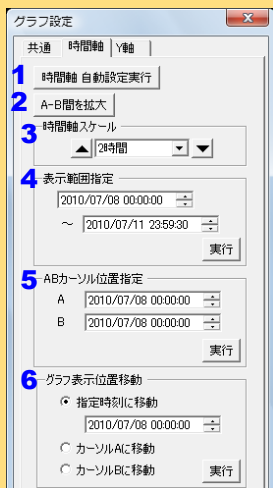 グラフ設定
共通 時間軸 Y軸
1 時間軸 自動設定実行
2 A-B間を拡大
3 時間軸スケール
2時間
4 表示範囲指定
2010/07/08 00:00:00
～ 2010/07/11 23:59:30
実行
5 ABカーソル位置指定
A 2010/07/08 00:00:00
B 2010/07/08 00:00:00
実行
6 グラフ表示位置移動
指定時刻に移動
2010/07/08 00:00:00
カーソルAに移動
カーソルBに移動 実行